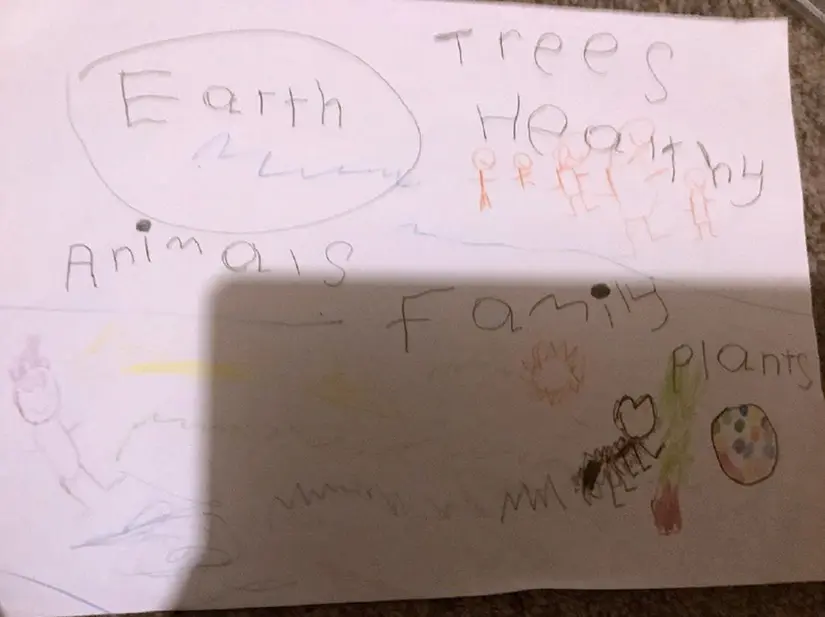 Earth
Trees
Healthy
Animals
Family
Plants